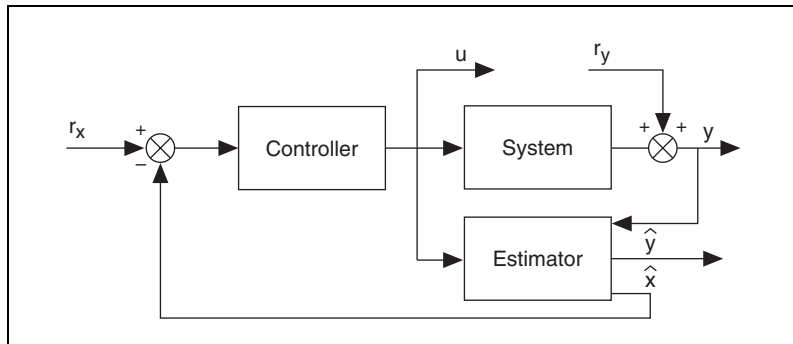 u
r_y
r_x
+
−
Controller
System
+
+
y
Estimator
ŷ
x̂